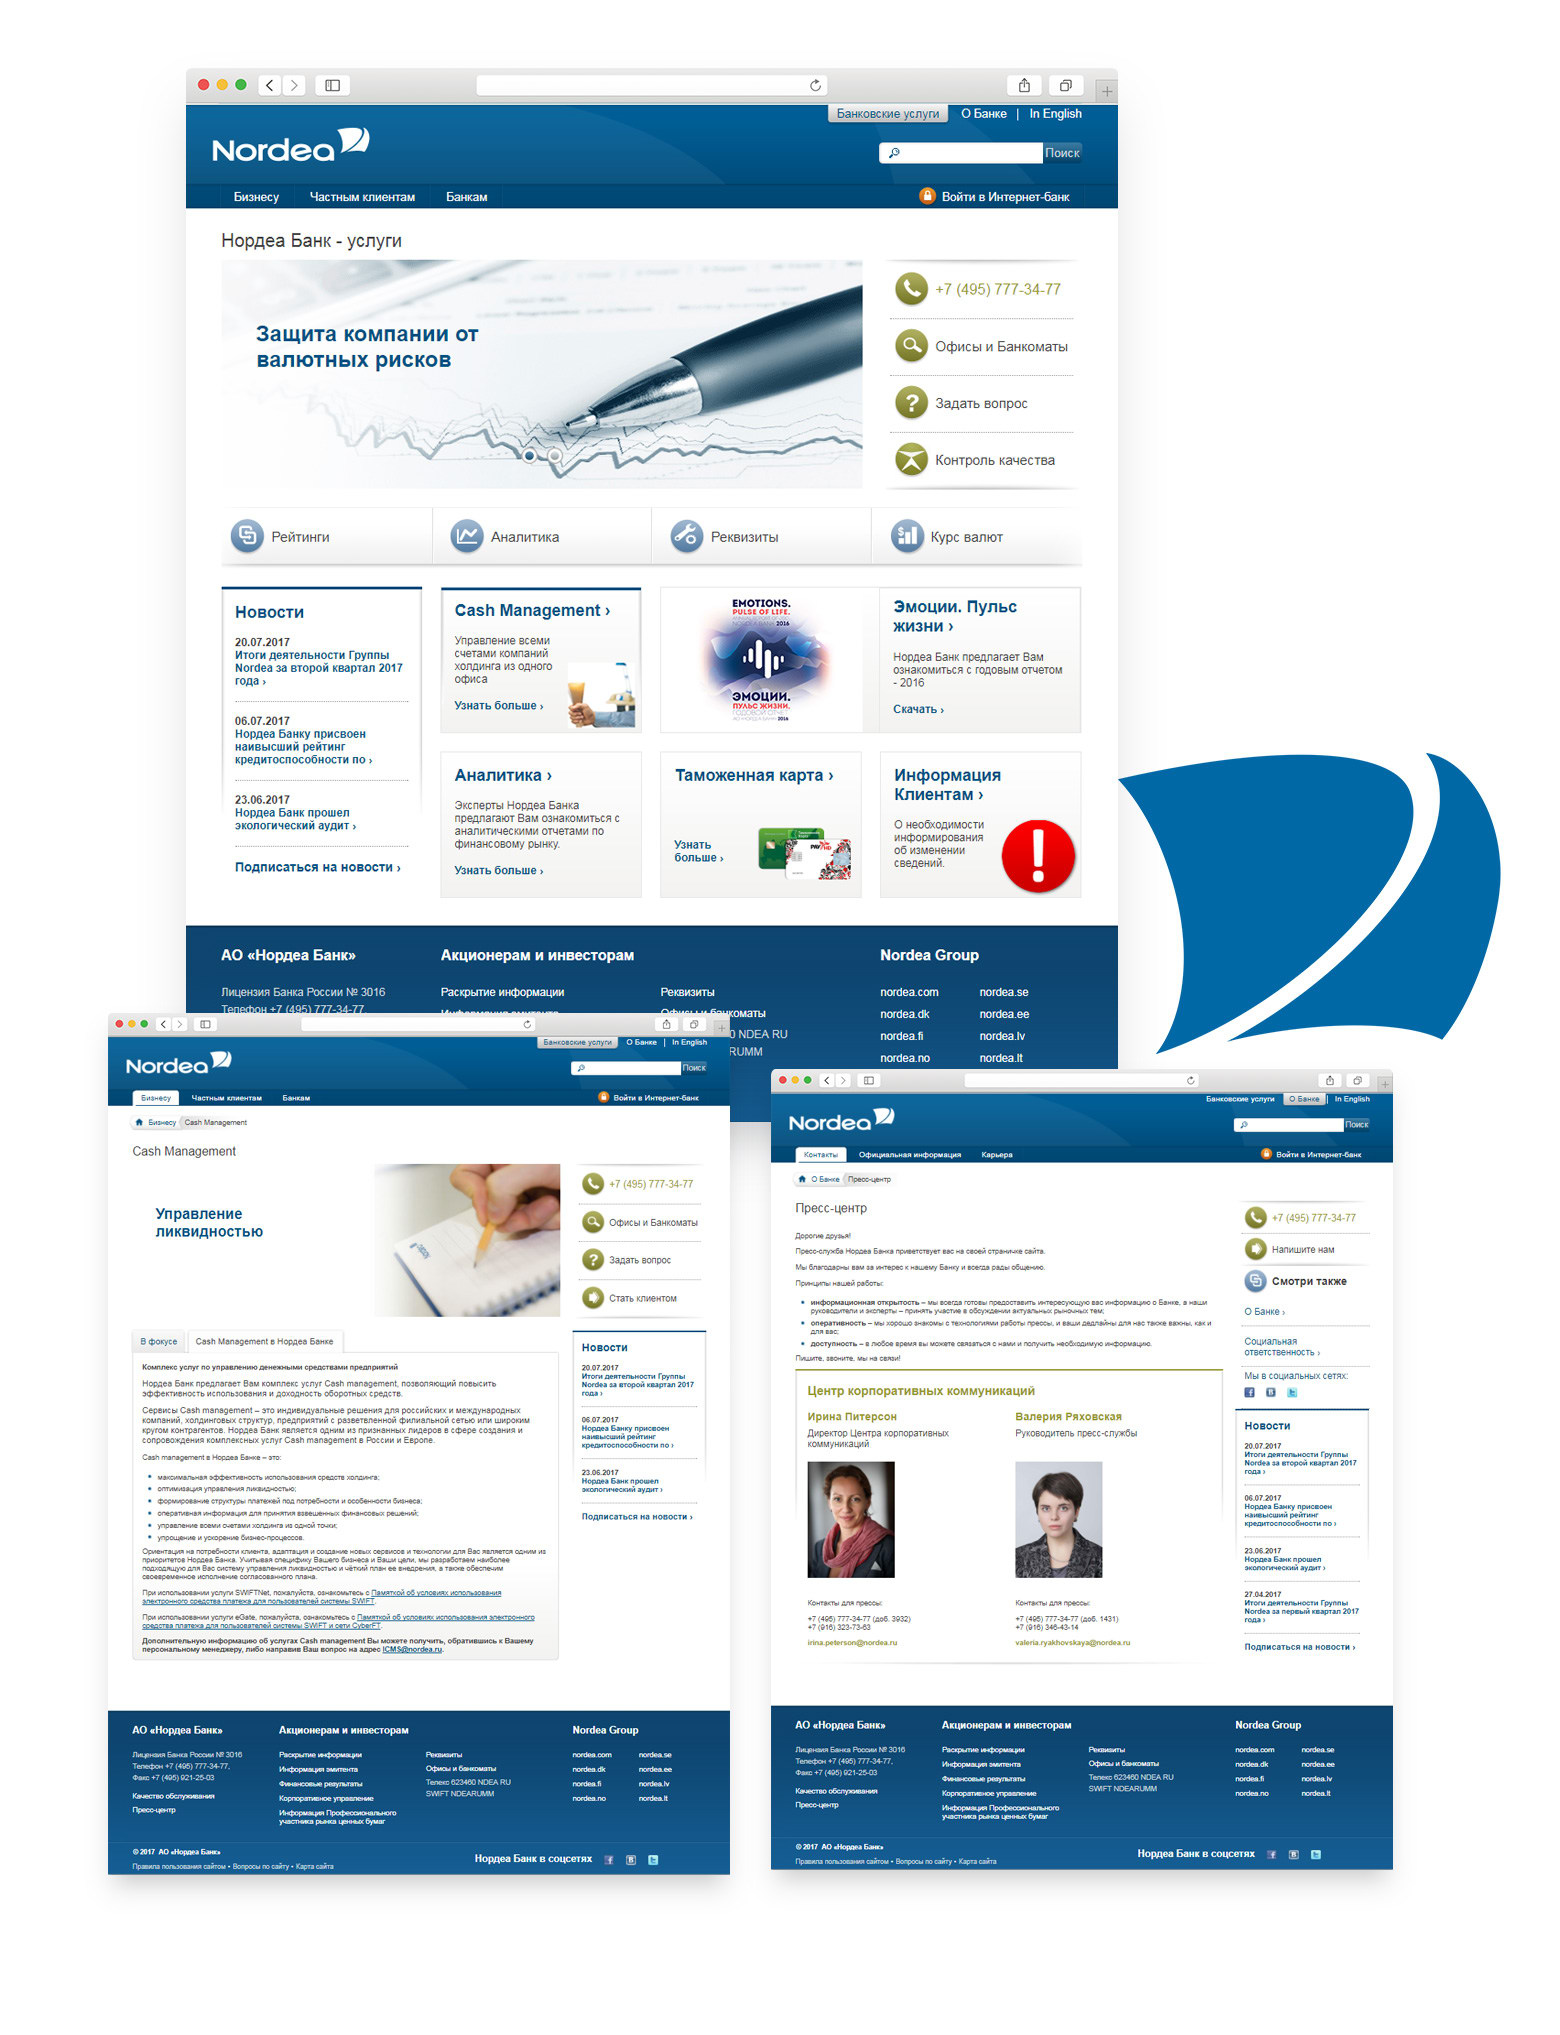 Банковские услуги О Банке | In English
Nordea
Поиск
Бизнесу Частным клиентам Банкам Войти в Интернет-банк
Нордеа Банк - услуги
Защита компании от
валютных рисков
+7 (495) 777-34-77
Офисы и Банкоматы
Задать вопрос
Контроль качества
Рейтинги Аналитика Реквизиты Курс валют
Новости
20.07.2017
Итоги деятельности Группы
Nordea за второй квартал 2017
года ›
06.07.2017
Нордеа Банку присвоен
наивысший рейтинг
кредитоспособности по ›
23.06.2017
Нордеа Банк прошел
экологический аудит ›
Подписаться на новости ›
Cash Management ›
Управление всеми
счетами компаний
холдинга из одного
офиса
Узнать больше ›
EMOTIONS.
PULSE OF LIFE.
NORDEA BANK 2016
ЭМОЦИИ.
ПУЛЬС ЖИЗНИ.
ГОДОВОЙ ОТЧЕТ
АО НОРДЕА БАНК 2016
Эмоции. Пульс
жизни ›
Нордеа Банк предлагает Вам
ознакомиться с годовым отчетом
- 2016
Скачать ›
Аналитика ›
Эксперты Нордеа Банка
предлагают Вам ознакомиться с
аналитическими отчетами по
финансовому рынку.
Узнать больше ›
Таможенная карта ›
Узнать
больше ›
Информация
Клиентам ›
О необходимости
информирования
об изменении
сведений.
АО «Нордеа Банк»
Лицензия Банка России № 3016
Телефон +7 (495) 777-34-77,
Акционерам и инвесторам
Раскрытие информации
Информация эмитента
Реквизиты
Офисы и банкоматы
0 NDEA RU
RUMM
Nordea Group
nordea.com nordea.se
nordea.dk nordea.ee
nordea.fi nordea.lv
nordea.no nordea.lt
Банковские услуги О Банке | In English
Nordea
Поиск
Бизнесу Частным клиентам Банкам Войти в Интернет-банк
Бизнесу Cash Management
Cash Management
Управление
ликвидностью
+7 (495) 777-34-77
Офисы и Банкоматы
Задать вопрос
Стать клиентом
В фокусе Cash Management в Нордеа Банке
Комплекс услуг по управлению денежными средствами предприятий
Нордеа Банк предлагает Вам комплекс услуг Cash management, позволяющий повысить
эффективность использования и доходность оборотных средств.
Сервисы Cash management – это индивидуальные решения для российских и международных
компаний, холдинговых структур, предприятий с разветвленной филиальной сетью или широким
кругом контрагентов. Нордеа Банк является одним из признанных лидеров в сфере создания и
сопровождения комплексных услуг Cash management в России и Европе.
Cash management в Нордеа Банке – это:
• максимальная эффективность использования средств холдинга;
• оптимизация управления ликвидностью;
• формирование структуры платежей под потребности и особенности бизнеса;
• оперативная информация для принятия взвешенных финансовых решений;
• управление всеми счетами холдинга из одной точки;
• упрощение и ускорение бизнес-процессов.
Ориентация на потребности клиента, адаптация и создание новых сервисов и технологии для Вас является одним из
приоритетов Нордеа Банка. Учитывая специфику Вашего бизнеса и Ваши цели, мы разработаем наиболее
подходящую для Вас систему управления ликвидностью и чёткий план ее внедрения, а также обеспечим
своевременное исполнение согласованного плана.
При использовании услуги SWIFTNet, пожалуйста, ознакомьтесь с Памяткой об условиях использования
электронного средства платежа для пользователей системы SWIFT.
При использовании услуги eGate, пожалуйста, ознакомьтесь с Памяткой об условиях использования электронного
средства платежа для пользователей системы SWIFT и сети CyberFT.
Дополнительную информацию об услугах Cash management Вы можете получить, обратившись к Вашему
персональному менеджеру, либо направив Ваш вопрос на адрес ICMS@nordea.ru.
Новости
20.07.2017
Итоги деятельности Группы
Nordea за второй квартал 2017
года ›
06.07.2017
Нордеа Банку присвоен
наивысший рейтинг
кредитоспособности по ›
23.06.2017
Нордеа Банк прошел
экологический аудит ›
Подписаться на новости ›
АО «Нордеа Банк»
Лицензия Банка России № 3016
Телефон +7 (495) 777-34-77,
Факс +7 (495) 921-25-03
Качество обслуживания
Пресс-центр
Акционерам и инвесторам
Раскрытие информации
Информация эмитента
Финансовые результаты
Корпоративное управление
Информация Профессионального
участника рынка ценных бумаг
Реквизиты
Офисы и банкоматы
Телекс 623460 NDEA RU
SWIFT NDEARUMM
Nordea Group
nordea.com nordea.se
nordea.dk nordea.ee
nordea.fi nordea.lv
nordea.no nordea.lt
© 2017 АО «Нордеа Банк»
Правила пользования сайтом • Вопросы по сайту • Карта сайта
Нордеа Банк в соцсетях
Банковские услуги О Банке | In English
Nordea
Поиск
Контакты Официальная информация Карьера Войти в Интернет-банк
О Банке Пресс-центр
Пресс-центр
Дорогие друзья!
Пресс-служба Нордеа Банка приветствует вас на своей страничке сайта.
Мы благодарны вам за интерес к нашему Банку и всегда рады общению.
Принципы нашей работы:
• информационная открытость – мы всегда готовы предоставить интересующую вас информацию о Банке, а наши
руководители и эксперты – принять участие в обсуждении актуальных рыночных тем;
• оперативность – мы хорошо знакомы с технологиями работы прессы, и ваши дедлайны для нас также важны, как и
для вас;
• доступность – в любое время вы можете связаться с нами и получить необходимую информацию.
Пишите, звоните, мы на связи!
Центр корпоративных коммуникаций
Ирина Питерсон
Директор Центра корпоративных
коммуникаций
Контакты для прессы:
+7 (495) 777-34-77 (доб. 3932)
+7 (916) 323-73-63
irina.peterson@nordea.ru
Валерия Ряховская
Руководитель пресс-службы
Контакты для прессы:
+7 (495) 777-34-77 (доб. 1431)
+7 (916) 346-43-14
valeria.ryakhovskaya@nordea.ru
+7 (495) 777-34-77
Напишите нам
Смотри также
О Банке ›
Социальная
ответственность ›
Мы в социальных сетях:
Новости
20.07.2017
Итоги деятельности Группы
Nordea за второй квартал 2017
года ›
06.07.2017
Нордеа Банку присвоен
наивысший рейтинг
кредитоспособности по ›
23.06.2017
Нордеа Банк прошел
экологический аудит ›
27.04.2017
Итоги деятельности Группы
Nordea за первый квартал 2017
года ›
Подписаться на новости ›
АО «Нордеа Банк»
Лицензия Банка России № 3016
Телефон +7 (495) 777-34-77,
Факс +7 (495) 921-25-03
Качество обслуживания
Пресс-центр
Акционерам и инвесторам
Раскрытие информации
Информация эмитента
Финансовые результаты
Корпоративное управление
Информация Профессионального
участника рынка ценных бумаг
Реквизиты
Офисы и банкоматы
Телекс 623460 NDEA RU
SWIFT NDEARUMM
Nordea Group
nordea.com nordea.se
nordea.dk nordea.ee
nordea.fi nordea.lv
nordea.no nordea.lt
© 2017 АО «Нордеа Банк»
Правила пользования сайтом • Вопросы по сайту • Карта сайта
Нордеа Банк в соцсетях